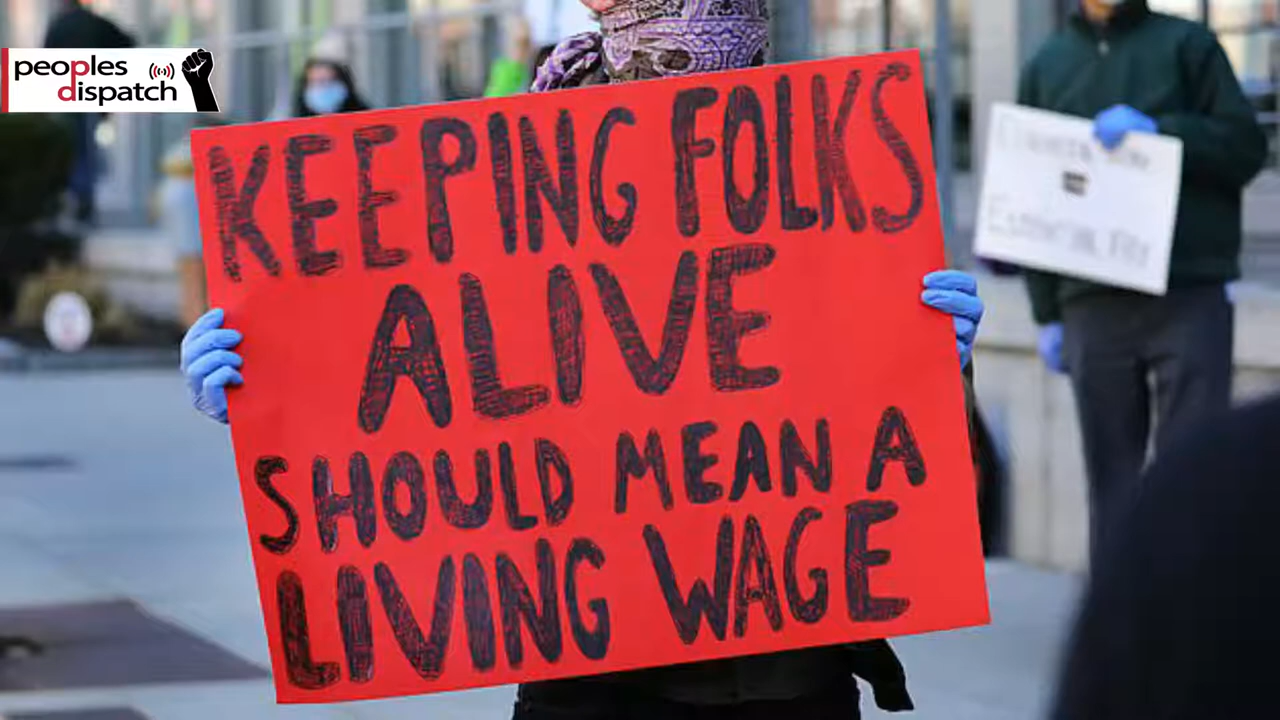 peoples
dispatch
KEEPING FOLKS
ALIVE
SHOULD MEAN A
LIVING WAGE